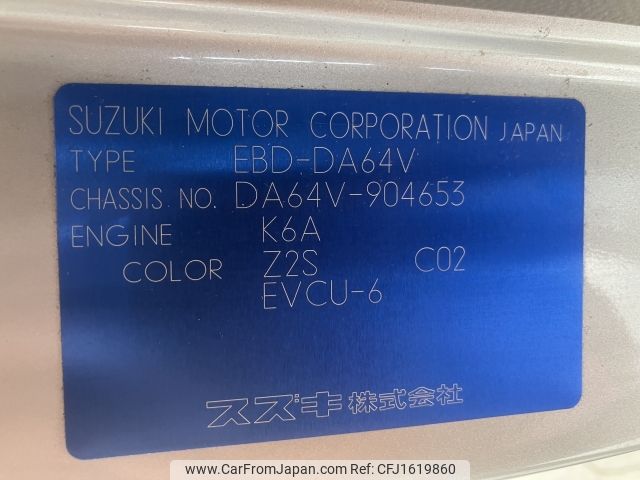 SUZUKI MOTOR CORPORATION JAPAN
TYPE EBD-DA64V
CHASSIS NO. DA64V-904653
ENGINE K6A
COLOR Z2S C02
EVCU-6
スズキ株式会社
www.CarFromJapan.com | CFJ1619860